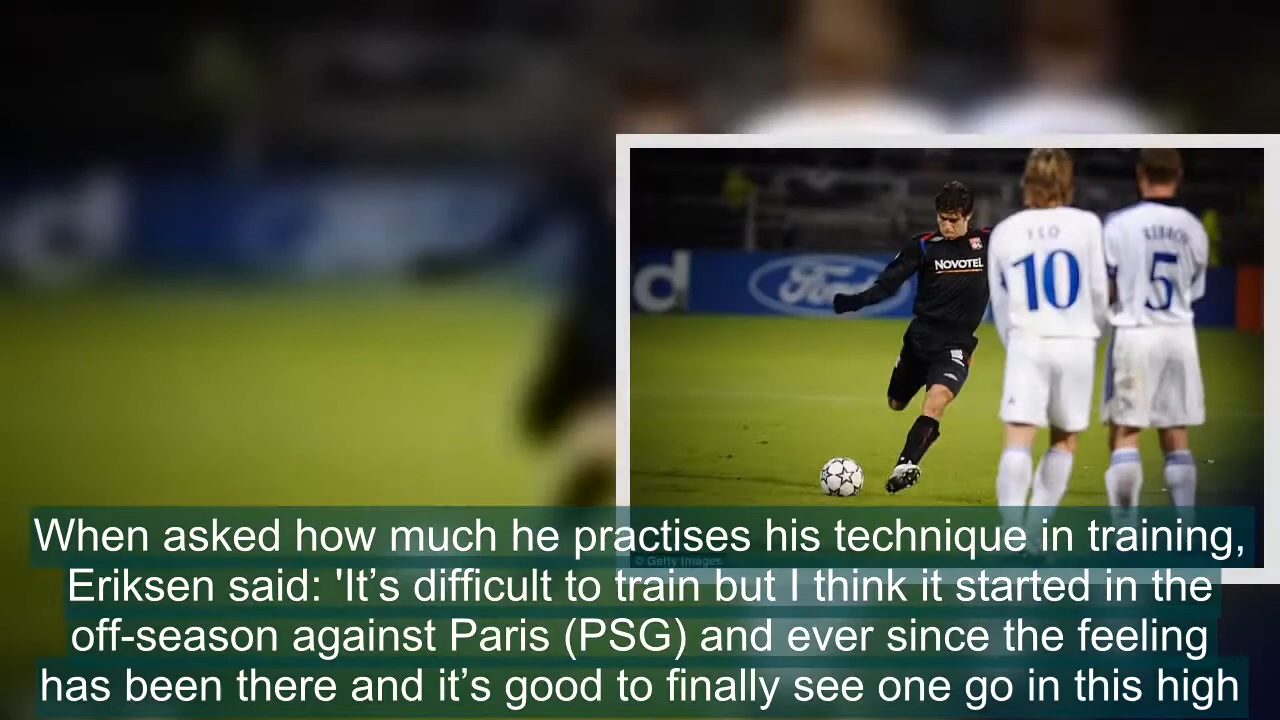 d
Ford
NOVOTEL
10
5
© Getty Images
When asked how much he practises his technique in training,
Eriksen said: 'It’s difficult to train but I think it started in the
off-season against Paris (PSG) and ever since the feeling
has been there and it’s good to finally see one go in this high